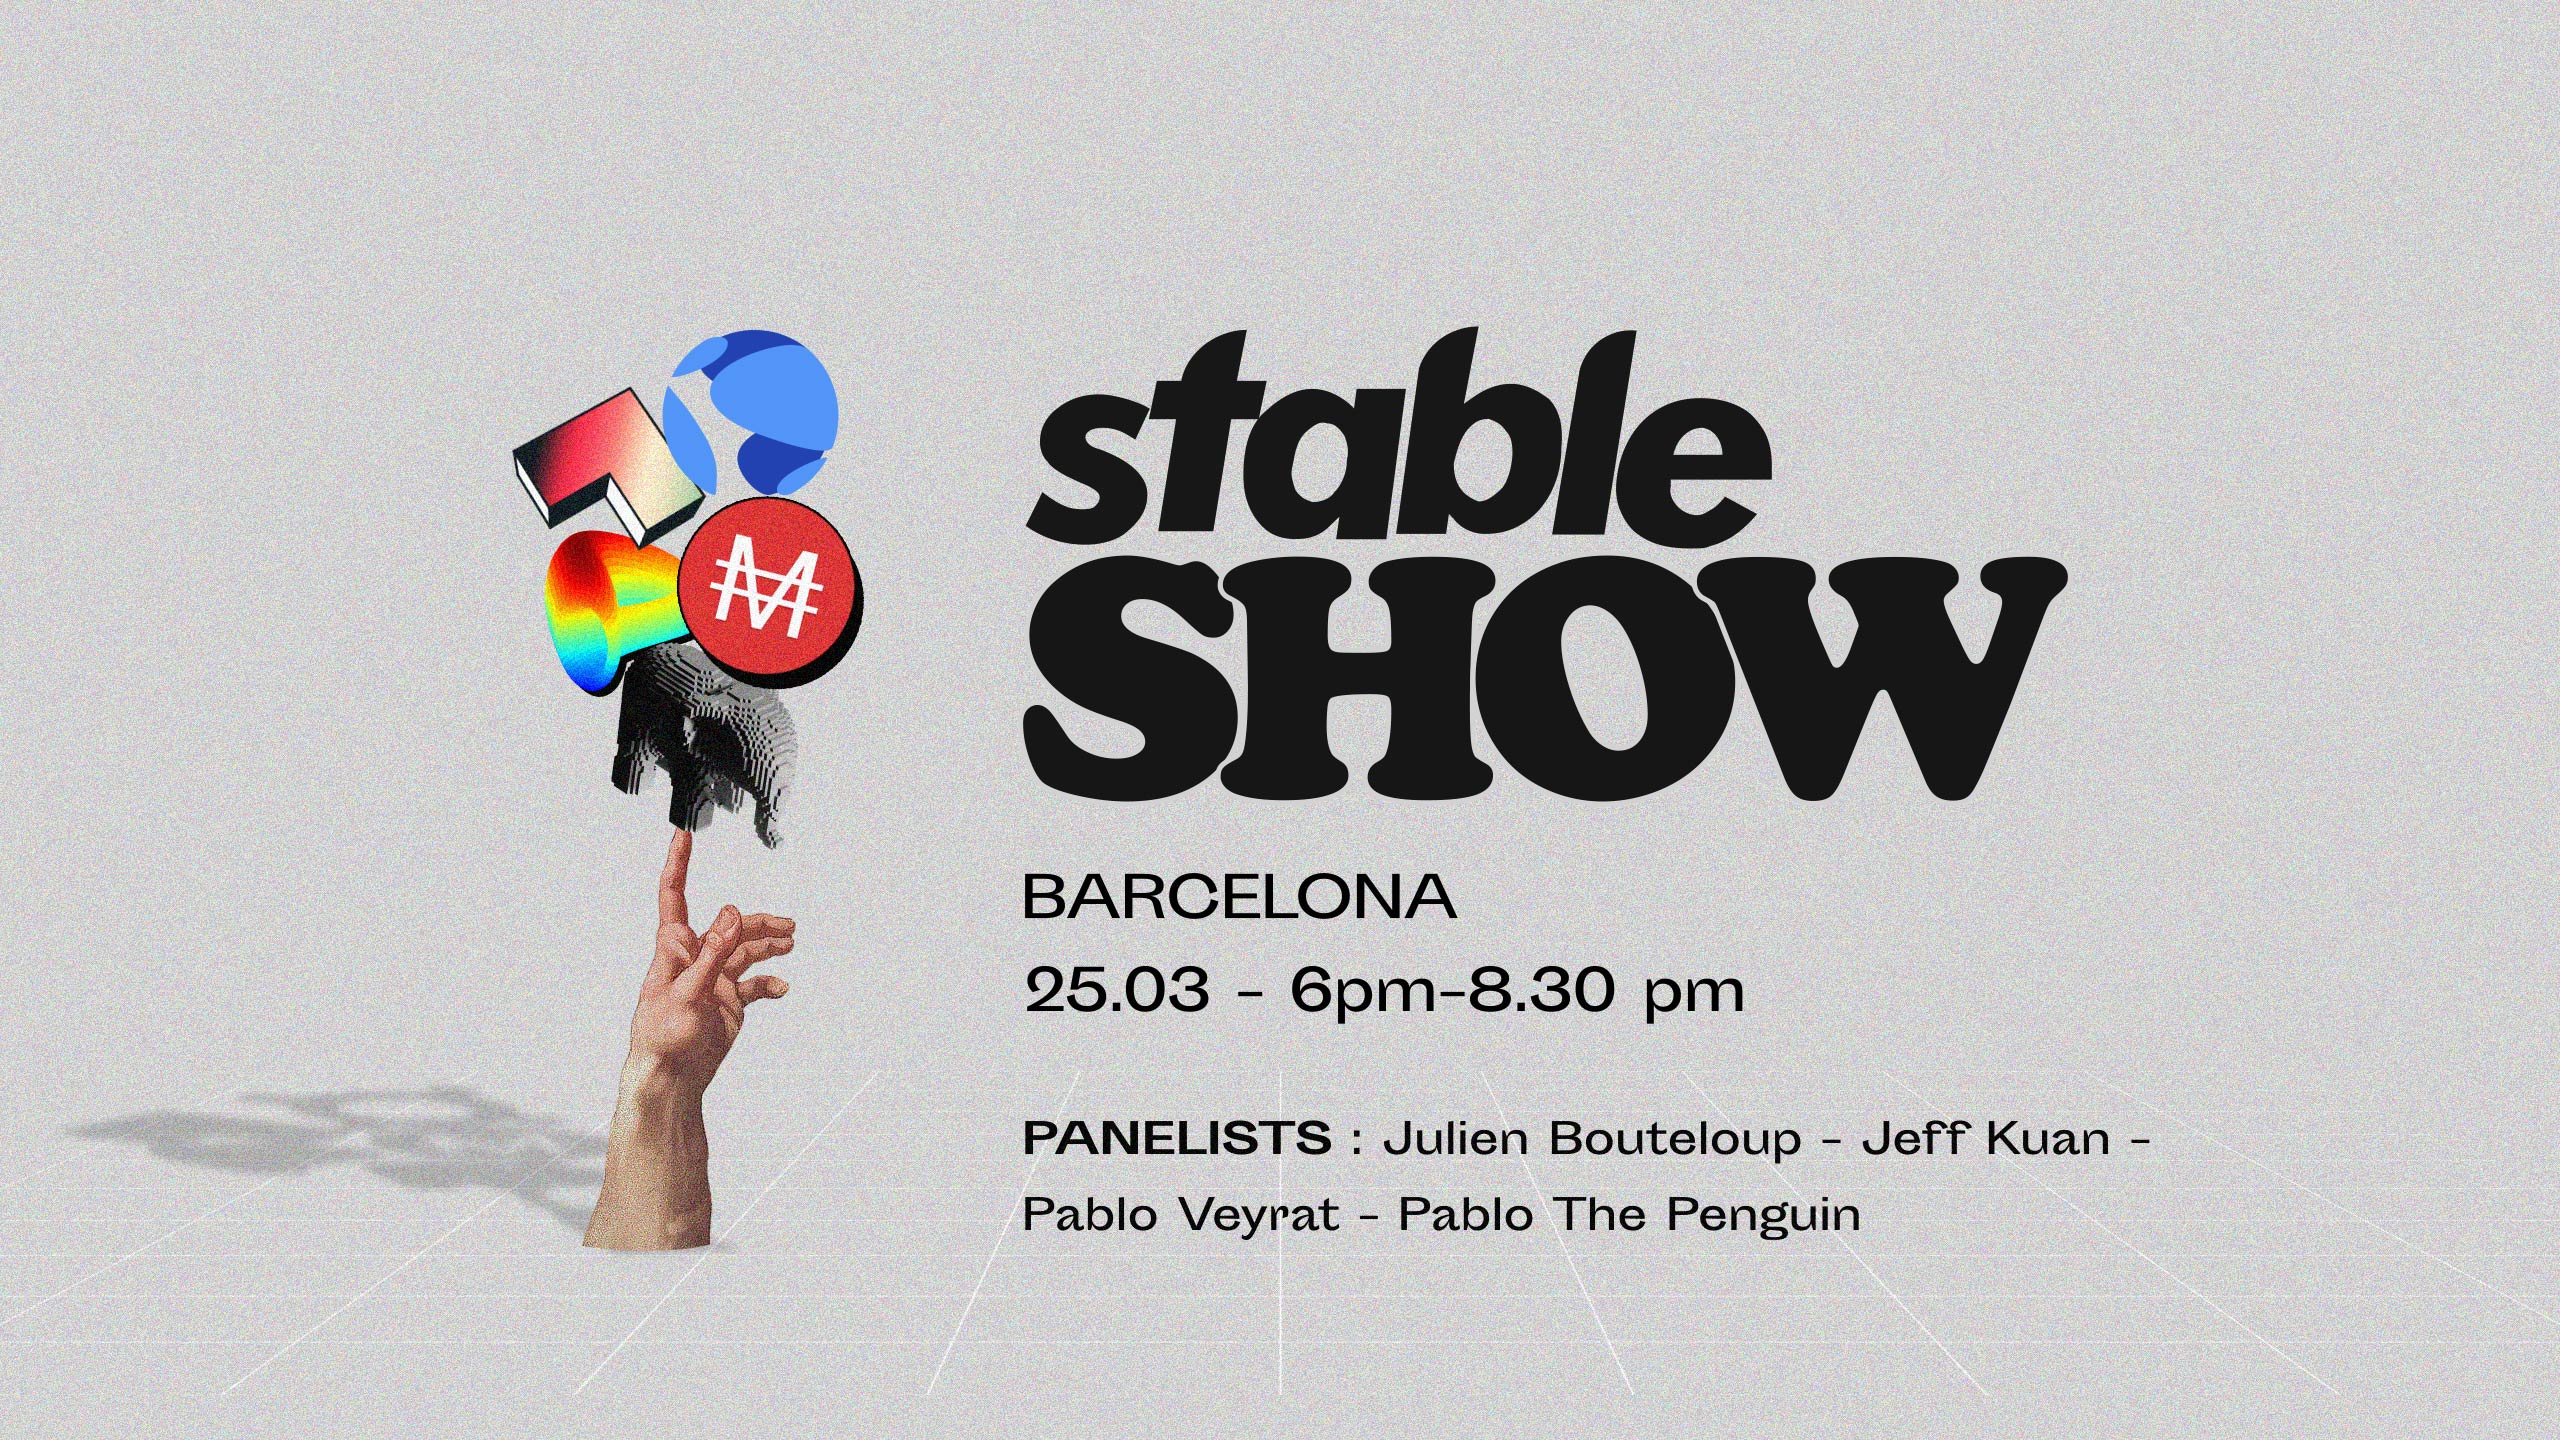 stable
SHOW
BARCELONA
25.03 - 6pm-8.30 pm
PANELISTS : Julien Bouteloup - Jeff Kuan -
Pablo Veyrat - Pablo The Penguin